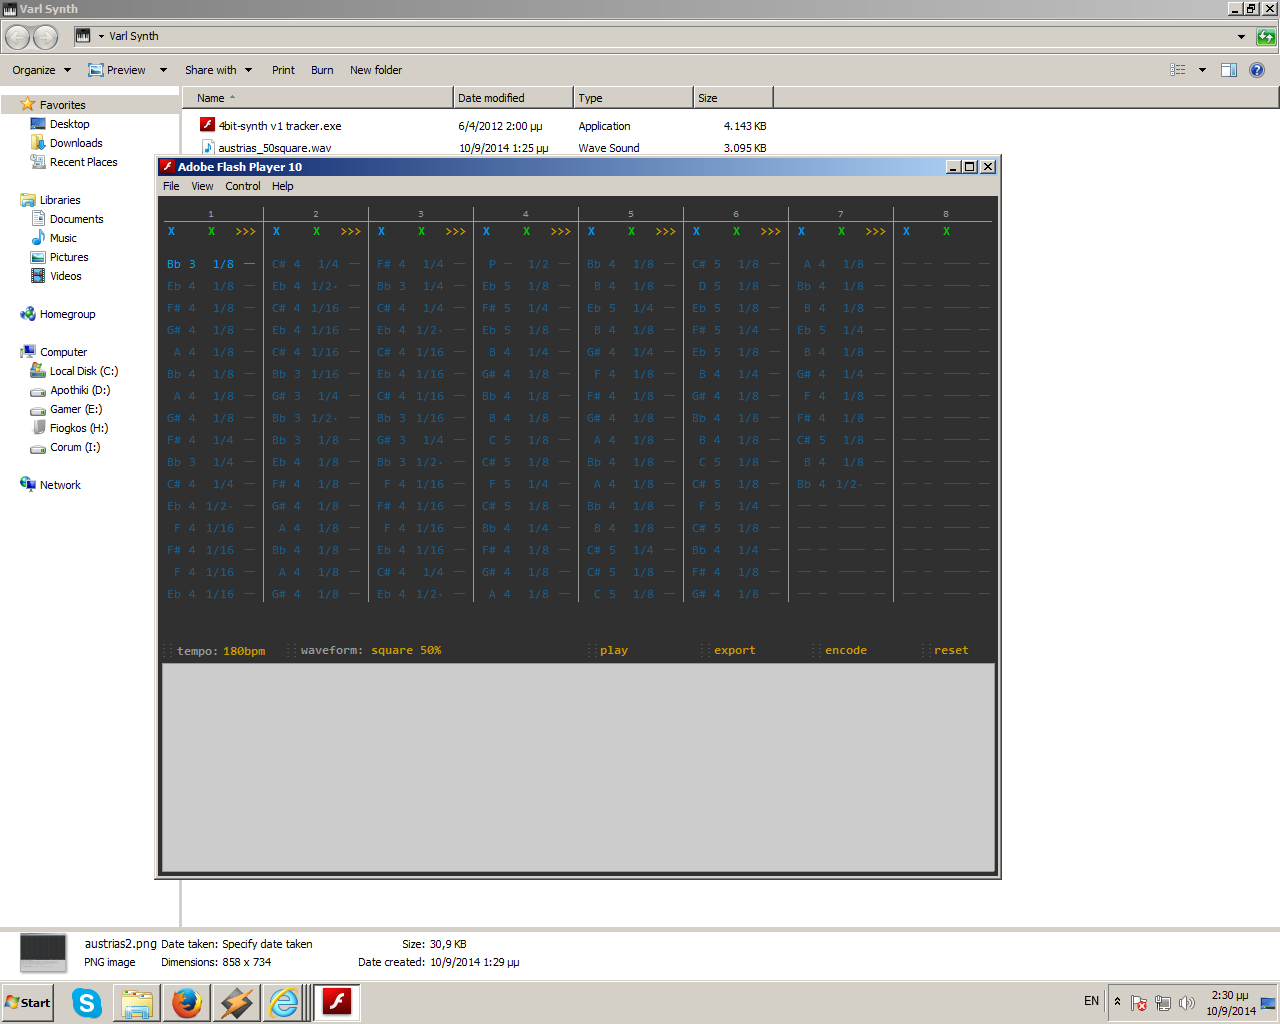 Varl Synth
Varl Synth
Organize Preview Share with Print Burn New folder
Name Date modified Type Size
Favorites
Desktop
Downloads
Recent Places
Libraries
Documents
Music
Pictures
Videos
Homegroup
Computer
Local Disk (C:)
Apothiki (D:)
Gamer (E:)
Fiogkos (H:)
Corum (I:)
Network
4bit-synth v1 tracker.exe 6/4/2012 2:00 μμ Application 4.143 KB
austrias_50square.wav 10/9/2014 1:25 μμ Wave Sound 3.095 KB
Adobe Flash Player 10
File View Control Help
1 2 3 4 5 6 7 8
X X >>> X X >>> X X >>> X X >>> X X >>> X X >>> X X >>> X X
Bb 3 1/8 — C# 4 1/4 — F# 4 1/4 — P — 1/2 — Bb 4 1/8 — C# 5 1/8 — A 4 1/8 —
Eb 4 1/8 — Eb 4 1/2- — Bb 3 1/4 — Eb 5 1/8 — B 4 1/8 — D 5 1/8 — Bb 4 1/8 —
F# 4 1/8 — C# 4 1/16 — C# 4 1/4 — F# 5 1/4 — Eb 5 1/4 — Eb 5 1/8 — B 4 1/8 —
G# 4 1/8 — Eb 4 1/16 — Eb 4 1/2- — Eb 5 1/8 — B 4 1/8 — F# 5 1/4 — Eb 5 1/4 —
A 4 1/8 — C# 4 1/16 — C# 4 1/16 — B 4 1/4 — G# 4 1/4 — Eb 5 1/8 — B 4 1/8 —
Bb 4 1/8 — Bb 3 1/16 — Eb 4 1/16 — G# 4 1/8 — F 4 1/8 — B 4 1/4 — G# 4 1/4 —
A 4 1/8 — G# 3 1/4 — C# 4 1/16 — Bb 4 1/8 — F# 4 1/8 — G# 4 1/8 — F 4 1/8 —
G# 4 1/8 — Bb 3 1/2- — Bb 3 1/16 — B 4 1/8 — G# 4 1/8 — Bb 4 1/8 — F# 4 1/8 —
F# 4 1/4 — Bb 3 1/8 — G# 3 1/4 — C 5 1/8 — A 4 1/8 — B 4 1/8 — C# 5 1/8 —
Bb 3 1/4 — Eb 4 1/8 — Bb 3 1/2- — C# 5 1/8 — Bb 4 1/8 — C 5 1/8 — B 4 1/8 —
C# 4 1/4 — F# 4 1/8 — F 4 1/16 — F 5 1/4 — A 4 1/8 — C# 5 1/8 — Bb 4 1/2- —
Eb 4 1/2- — G# 4 1/8 — F# 4 1/16 — C# 5 1/8 — Bb 4 1/8 — F 5 1/4 —
F 4 1/16 — A 4 1/8 — F 4 1/16 — Bb 4 1/4 — B 4 1/8 — C# 5 1/8 —
F# 4 1/16 — Bb 4 1/8 — Eb 4 1/16 — F# 4 1/8 — C# 5 1/4 — Bb 4 1/4 —
F 4 1/16 — A 4 1/8 — C# 4 1/4 — G# 4 1/8 — C# 5 1/8 — F# 4 1/8 —
Eb 4 1/16 — G# 4 1/8 — Eb 4 1/2- — A 4 1/8 — C 5 1/8 — G# 4 1/8 —
tempo: 180bpm waveform: square 50% play export encode reset
austrias2.png Date taken: Specify date taken Size: 30,9 KB
PNG image Dimensions: 858 x 734 Date created: 10/9/2014 1:29 μμ
Start EN 2:30 μμ
10/9/2014